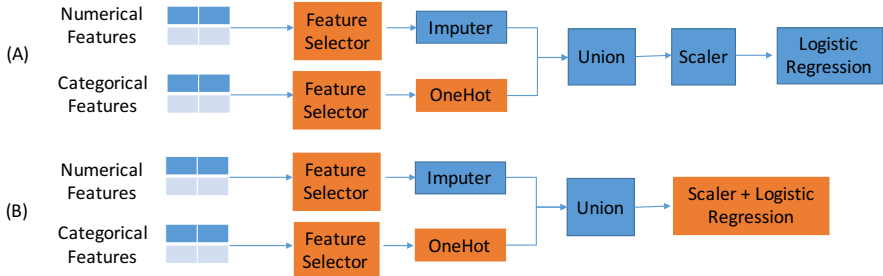 (A)
Numerical
Features
Feature
Selector
Imputer
Categorical
Features
Feature
Selector
OneHot
Union
Scaler
Logistic
Regression
(B)
Numerical
Features
Feature
Selector
Imputer
Categorical
Features
Feature
Selector
OneHot
Union
Scaler + Logistic
Regression